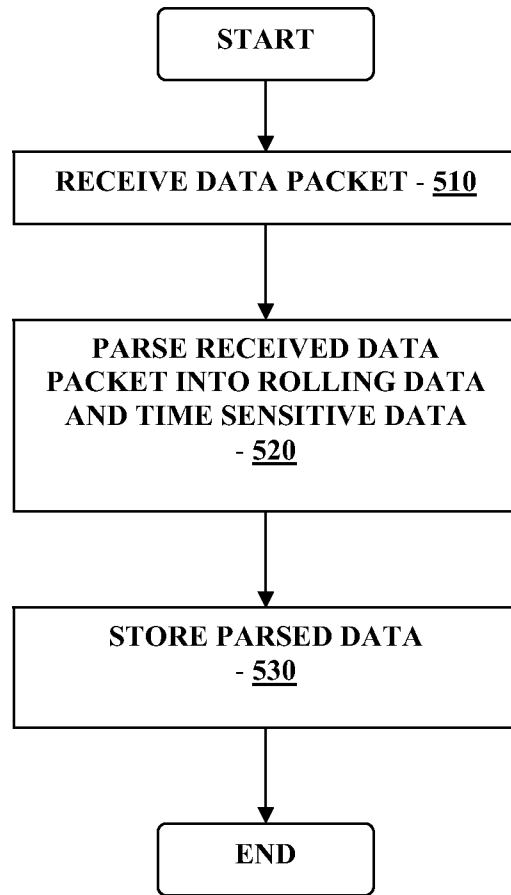 START
RECEIVE DATA PACKET - 510
PARSE RECEIVED DATA
PACKET INTO ROLLING DATA
AND TIME SENSITIVE DATA
- 520
STORE PARSED DATA
- 530
END